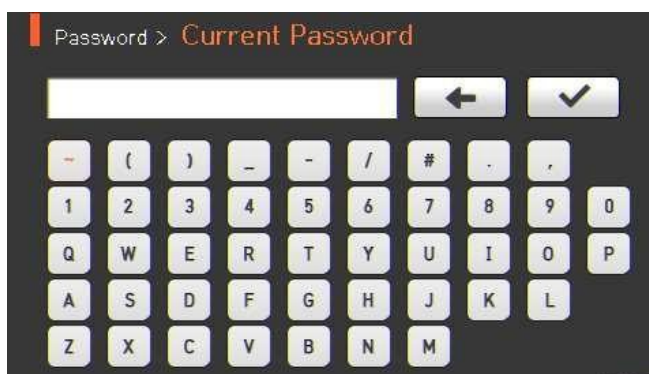 Password > Current Password
~ ( ) _ - / # . ,
1 2 3 4 5 6 7 8 9 0
Q W E R T Y U I O P
A S D F G H J K L
Z X C V B N M